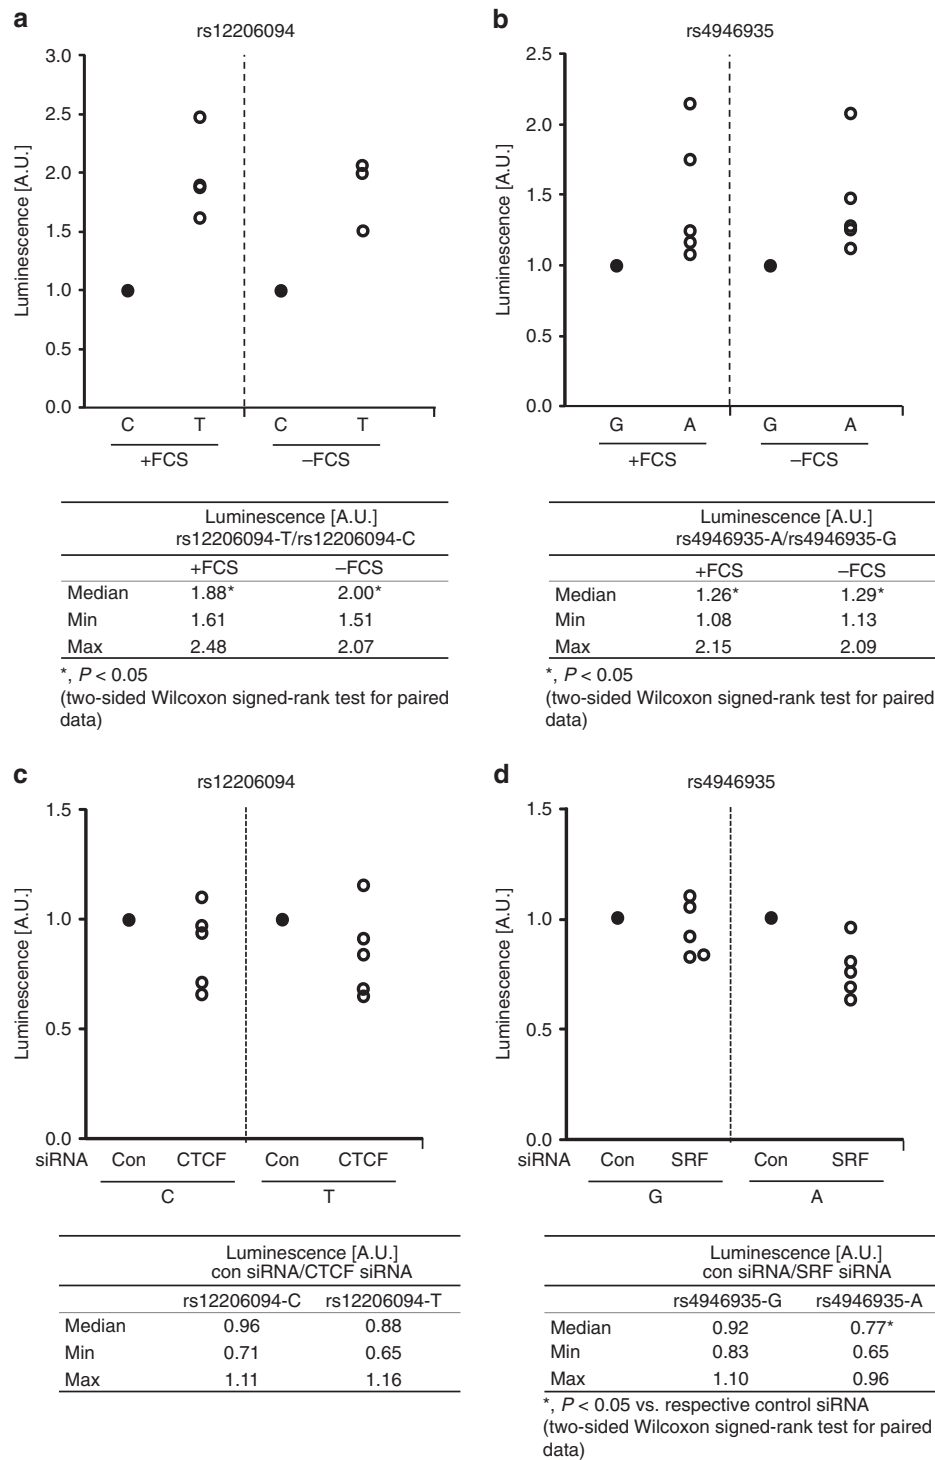 a
rs12206094
Luminescence [A.U.]
3.0
2.5
2.0
1.5
1.0
0.5
0.0
C T C T
+FCS –FCS
Luminescence [A.U.]
rs12206094-T/rs12206094-C
+FCS –FCS
Median 1.88* 2.00*
Min 1.61 1.51
Max 2.48 2.07
*, P < 0.05
(two-sided Wilcoxon signed-rank test for paired
data)
b
rs4946935
Luminescence [A.U.]
2.5
2.0
1.5
1.0
0.5
0.0
G A G A
+FCS –FCS
Luminescence [A.U.]
rs4946935-A/rs4946935-G
+FCS –FCS
Median 1.26* 1.29*
Min 1.08 1.13
Max 2.15 2.09
*, P < 0.05
(two-sided Wilcoxon signed-rank test for paired
data)
c
rs12206094
Luminescence [A.U.]
1.5
1.0
0.5
0.0
siRNA Con CTCF Con CTCF
C T
Luminescence [A.U.]
con siRNA/CTCF siRNA
rs12206094-C rs12206094-T
Median 0.96 0.88
Min 0.71 0.65
Max 1.11 1.16
d
rs4946935
Luminescence [A.U.]
1.5
1.0
0.5
0.0
siRNA Con SRF Con SRF
G A
Luminescence [A.U.]
con siRNA/SRF siRNA
rs4946935-G rs4946935-A
Median 0.92 0.77*
Min 0.83 0.65
Max 1.10 0.96
*, P < 0.05 vs. respective control siRNA
(two-sided Wilcoxon signed-rank test for paired
data)